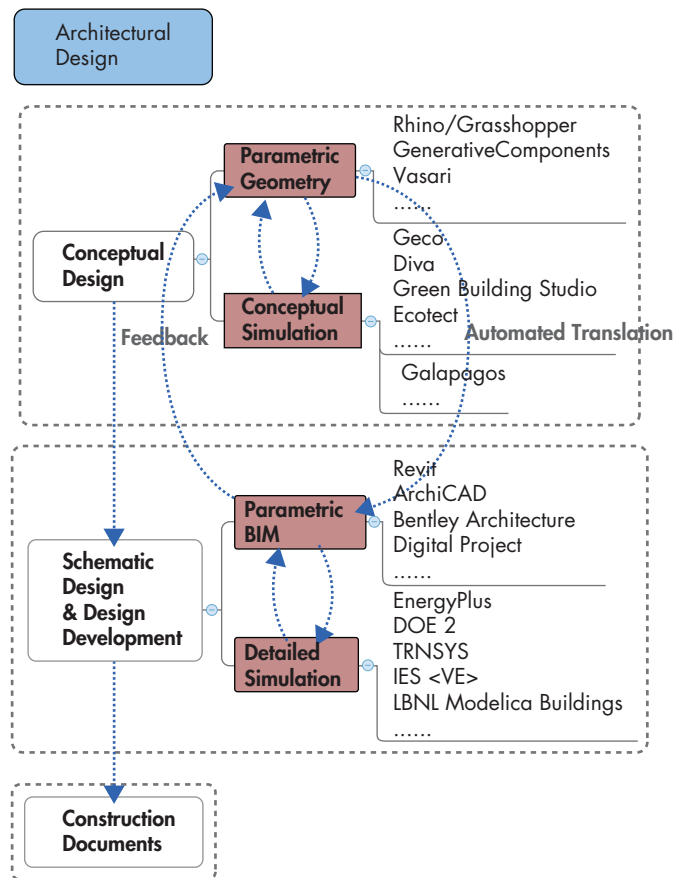 Architectural
Design
Rhino/Grasshopper
GenerativeComponents
Vasari
......
Parametric
Geometry
Geco
Diva
Green Building Studio
Ecotect
......
Conceptual
Design
Conceptual
Simulation
Feedback
Automated Translation
Galapagos
......
Revit
ArchiCAD
Bentley Architecture
Digital Project
......
Parametric
BIM
Schematic
Design
& Design
Development
EnergyPlus
DOE 2
TRNSYS
IES <VE>
LBNL Modelica Buildings
......
Detailed
Simulation
Construction
Documents